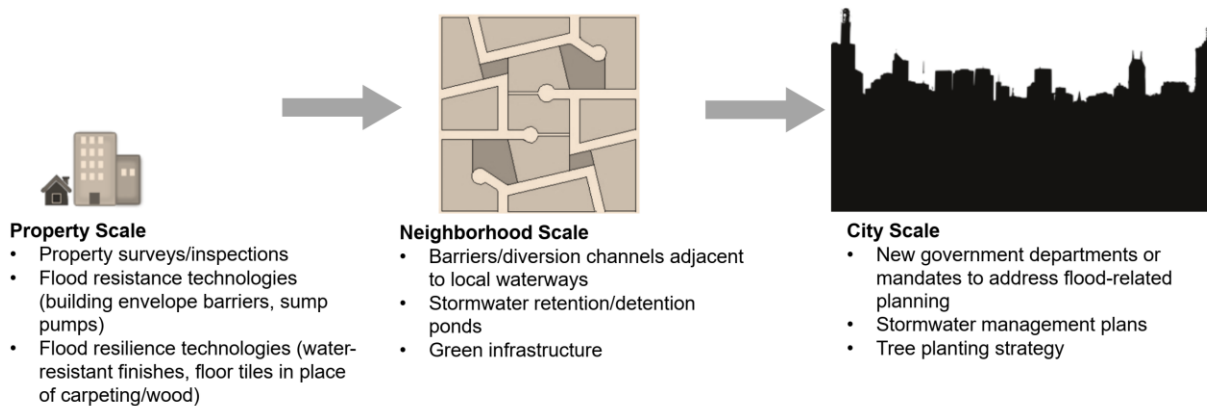 Property Scale
• Property surveys/inspections
• Flood resistance technologies
(building envelope barriers, sump
pumps)
• Flood resilience technologies (water-
resistant finishes, floor tiles in place
of carpeting/wood)
Neighborhood Scale
• Barriers/diversion channels adjacent
to local waterways
• Stormwater retention/detention
ponds
• Green infrastructure
City Scale
• New government departments or
mandates to address flood-related
planning
• Stormwater management plans
• Tree planting strategy